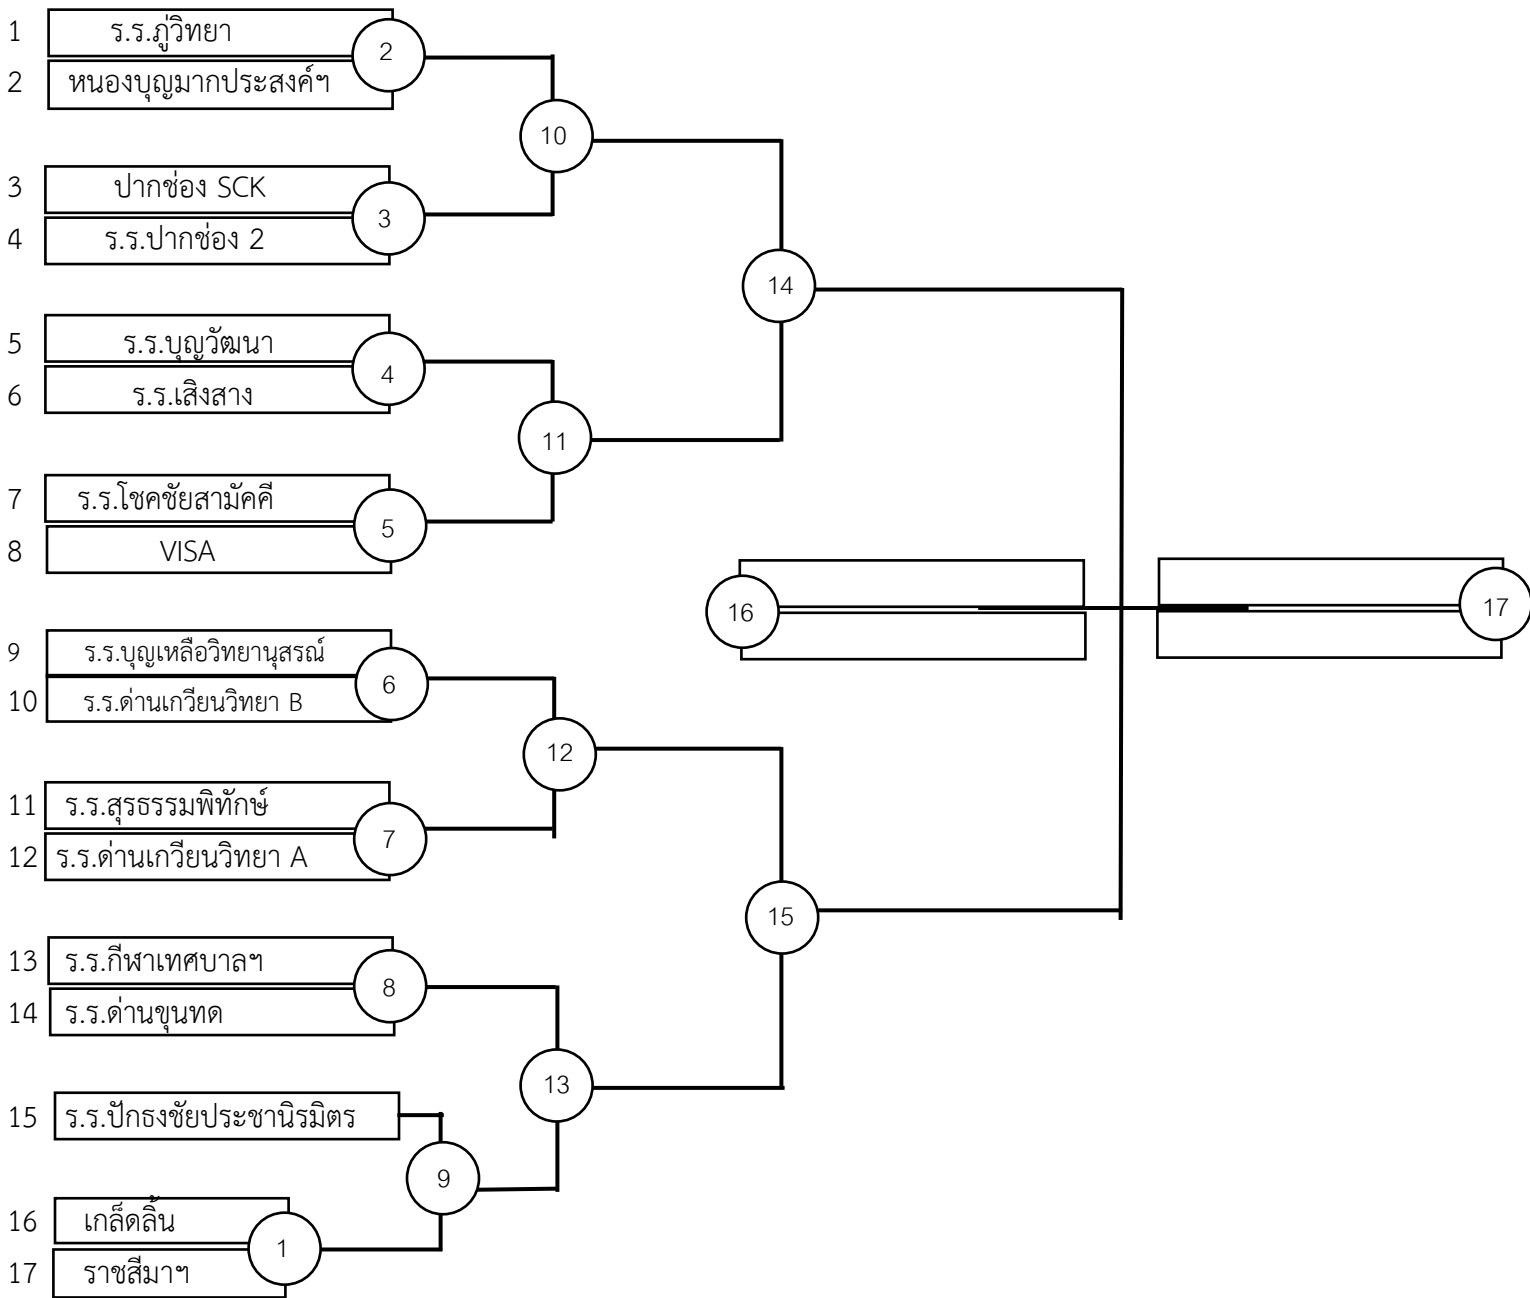 1 ร.ร.ภู่วิทยา
2
2 หนองบุญมากประสงค์ฯ
10
3 ปากช่อง SCK
3
4 ร.ร.ปากช่อง 2
14
5 ร.ร.บุญวัฒนา
4
6 ร.ร.เสิงสาง
11
7 ร.ร.โชคชัยสามัคคี
5
8 VISA
16
17
9 ร.ร.บุญเหลือวิทยานุสรณ์
6
10 ร.ร.ด่านเกวียนวิทยา B
12
11 ร.ร.สุรธรรมพิทักษ์
7
12 ร.ร.ด่านเกวียนวิทยา A
15
13 ร.ร.กีฬาเทศบาลฯ
8
14 ร.ร.ด่านขุนทด
13
15 ร.ร.ปักธงชัยประชานิรมิตร
9
16 เกล็ดลิ้น
1
17 ราชสีมาฯ